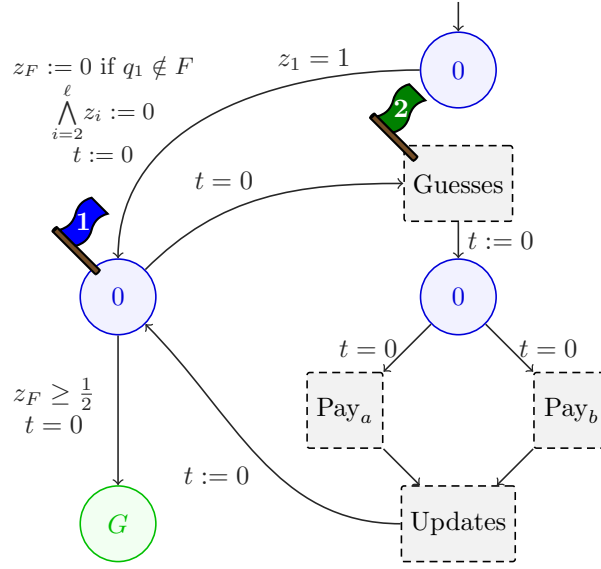 z_F := 0 if q_1 ∉ F
⋀_{i=2}^{ℓ} z_i := 0
t := 0
z_1 = 1
0
2
t = 0
Guesses
1
t := 0
0
0
t = 0
t = 0
z_F ≥ 1/2
t = 0
Pay_a
Pay_b
t := 0
G
Updates